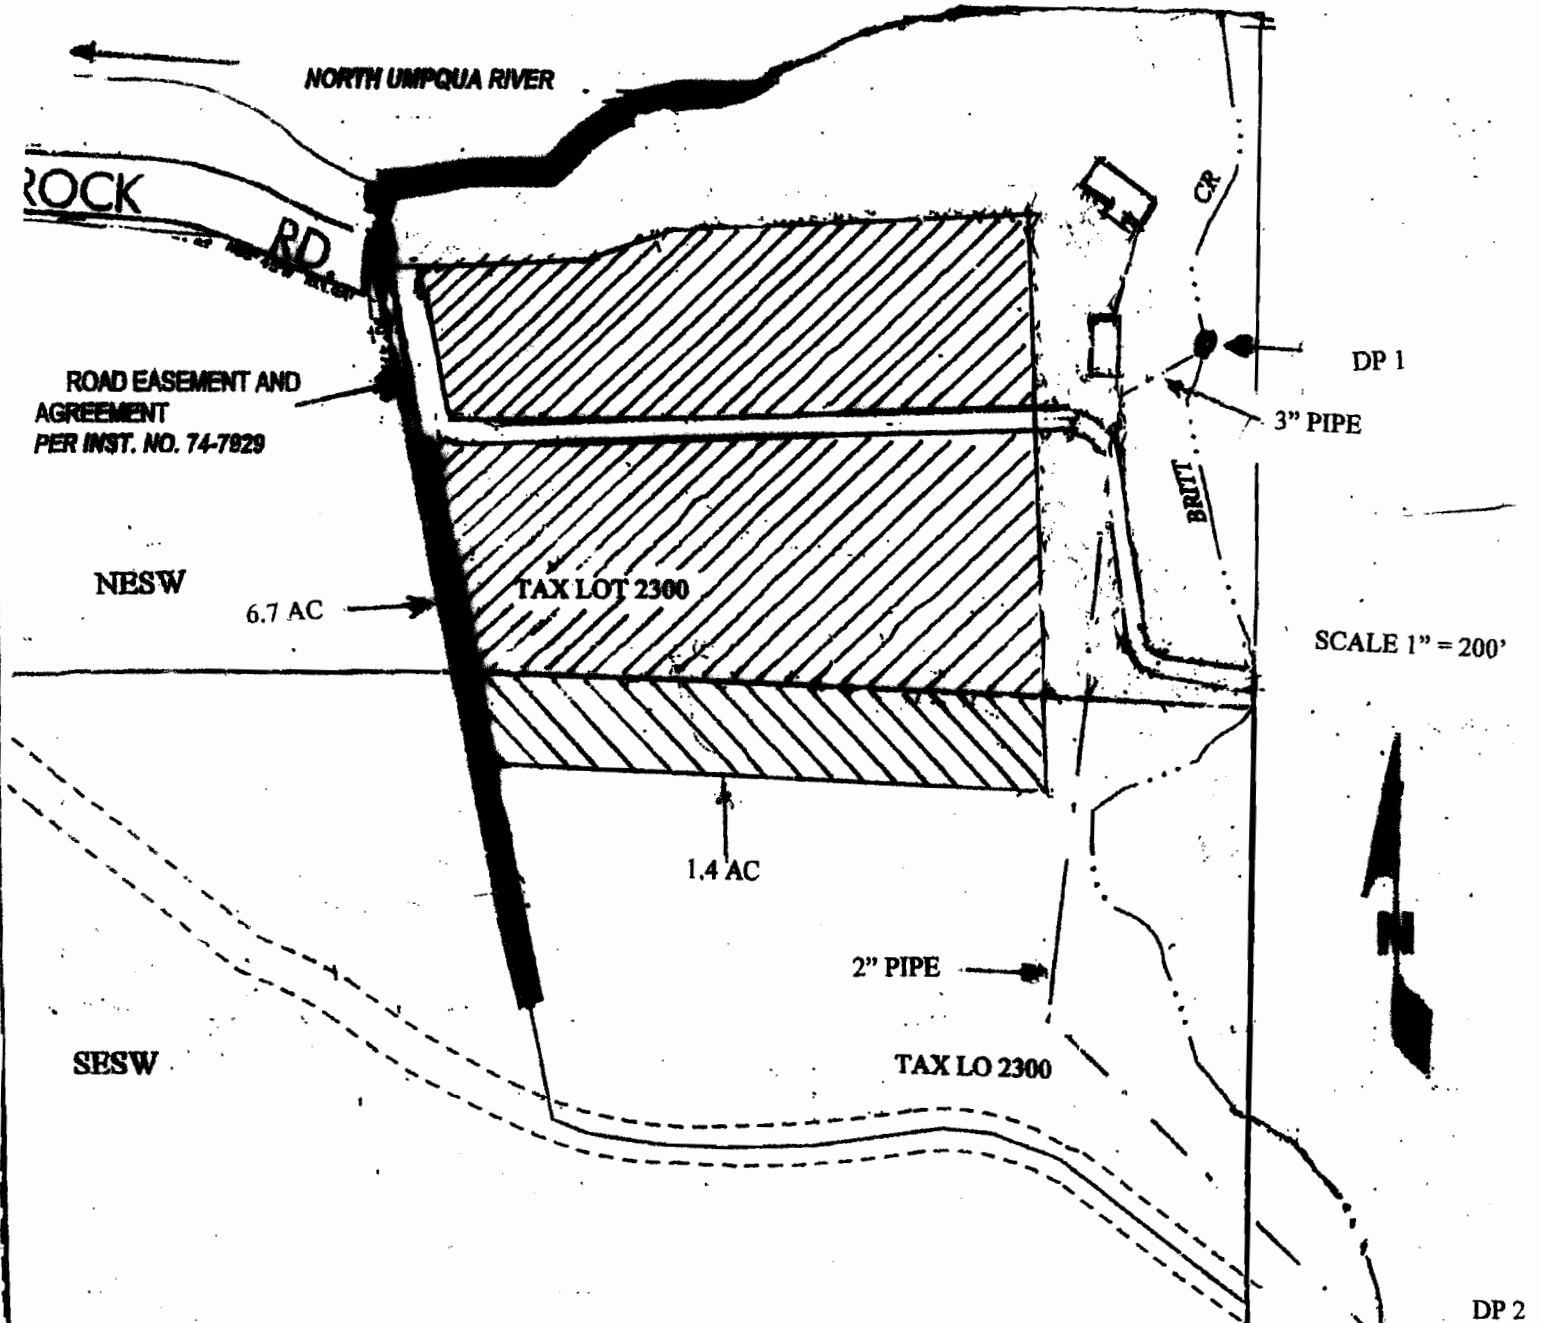 NORTH UMPQUA RIVER
ROCK
RD
CR
DP 1
ROAD EASEMENT AND
AGREEMENT
PER INST. NO. 74-7829
3” PIPE
BRITT
NESW
6.7 AC
TAX LOT 2300
SCALE 1” = 200’
1.4 AC
N
2” PIPE
SESW
TAX LO 2300
DP 2